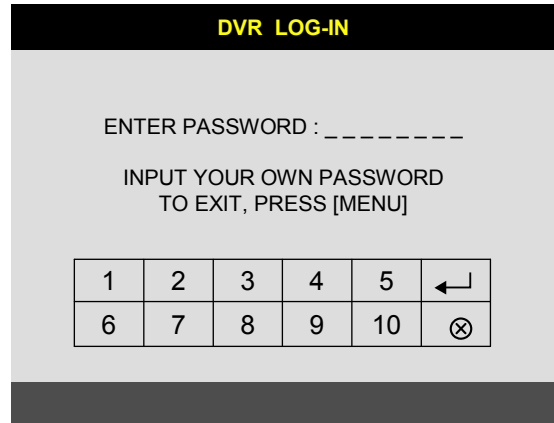 DVR LOG-IN
ENTER PASSWORD : _ _ _ _ _ _ _ _
INPUT YOUR OWN PASSWORD
TO EXIT, PRESS [MENU]
1 2 3 4 5
6 7 8 9 10